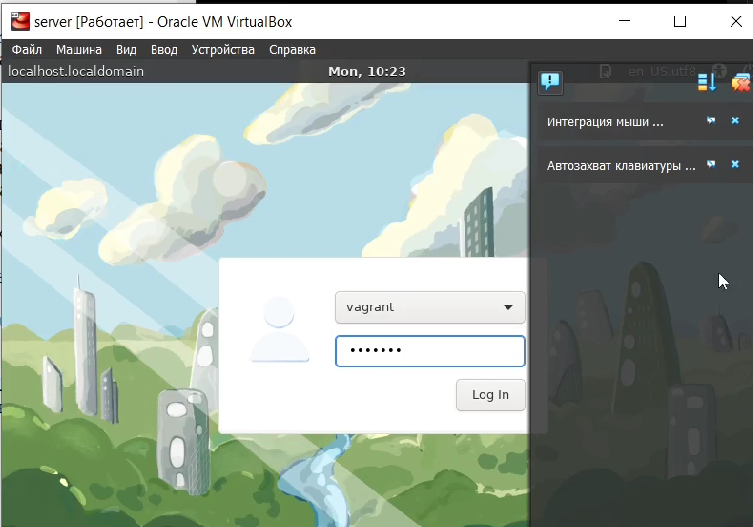 server [Работает] - Oracle VM VirtualBox
Файл Машина Вид Ввод Устройства Справка
localhost.localdomain Mon, 10:23 en_US.utf8
Интеграция мыши ...
Автозахват клавиатуры ...
vagrant
•••••••
Log In